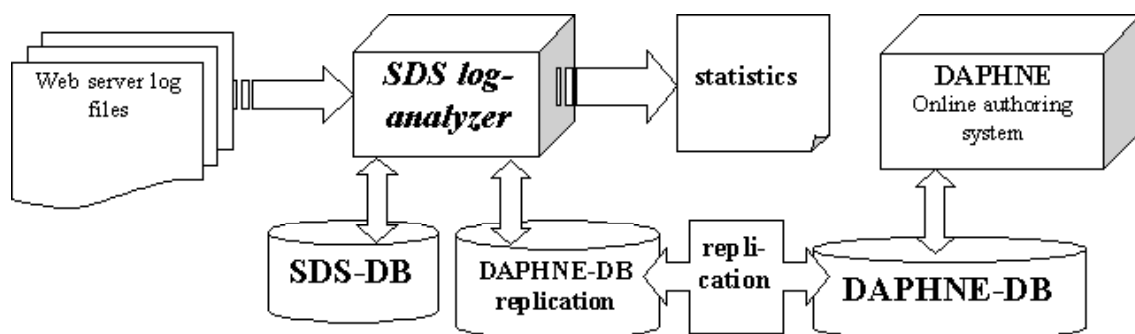 Web server log
files
SDS log-
analyzer
statistics
DAPHNE
Online authoring
system
SDS-DB
DAPHNE-DB
replication
repli-
cation
DAPHNE-DB